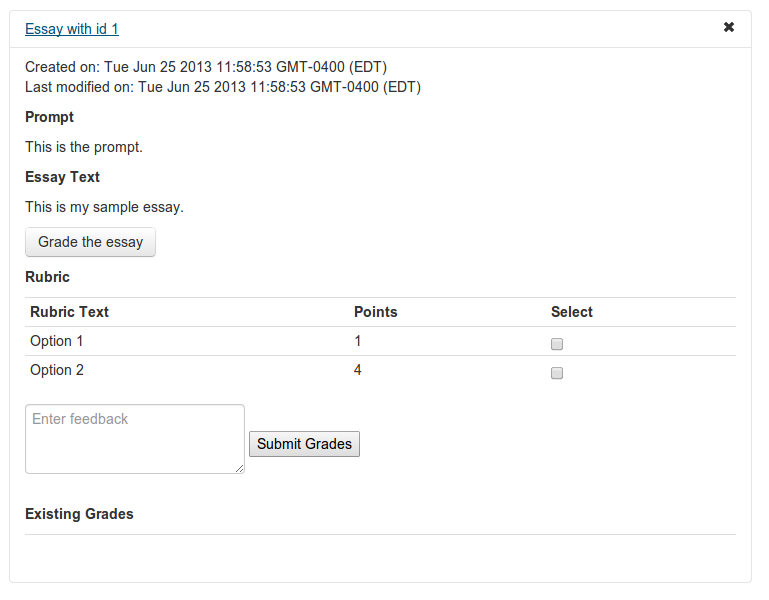 Essay with id 1 ✖
Created on: Tue Jun 25 2013 11:58:53 GMT-0400 (EDT)
Last modified on: Tue Jun 25 2013 11:58:53 GMT-0400 (EDT)
Prompt
This is the prompt.
Essay Text
This is my sample essay.
Grade the essay
Rubric
Rubric Text Points Select
Option 1 1
Option 2 4
Enter feedback
Submit Grades
Existing Grades